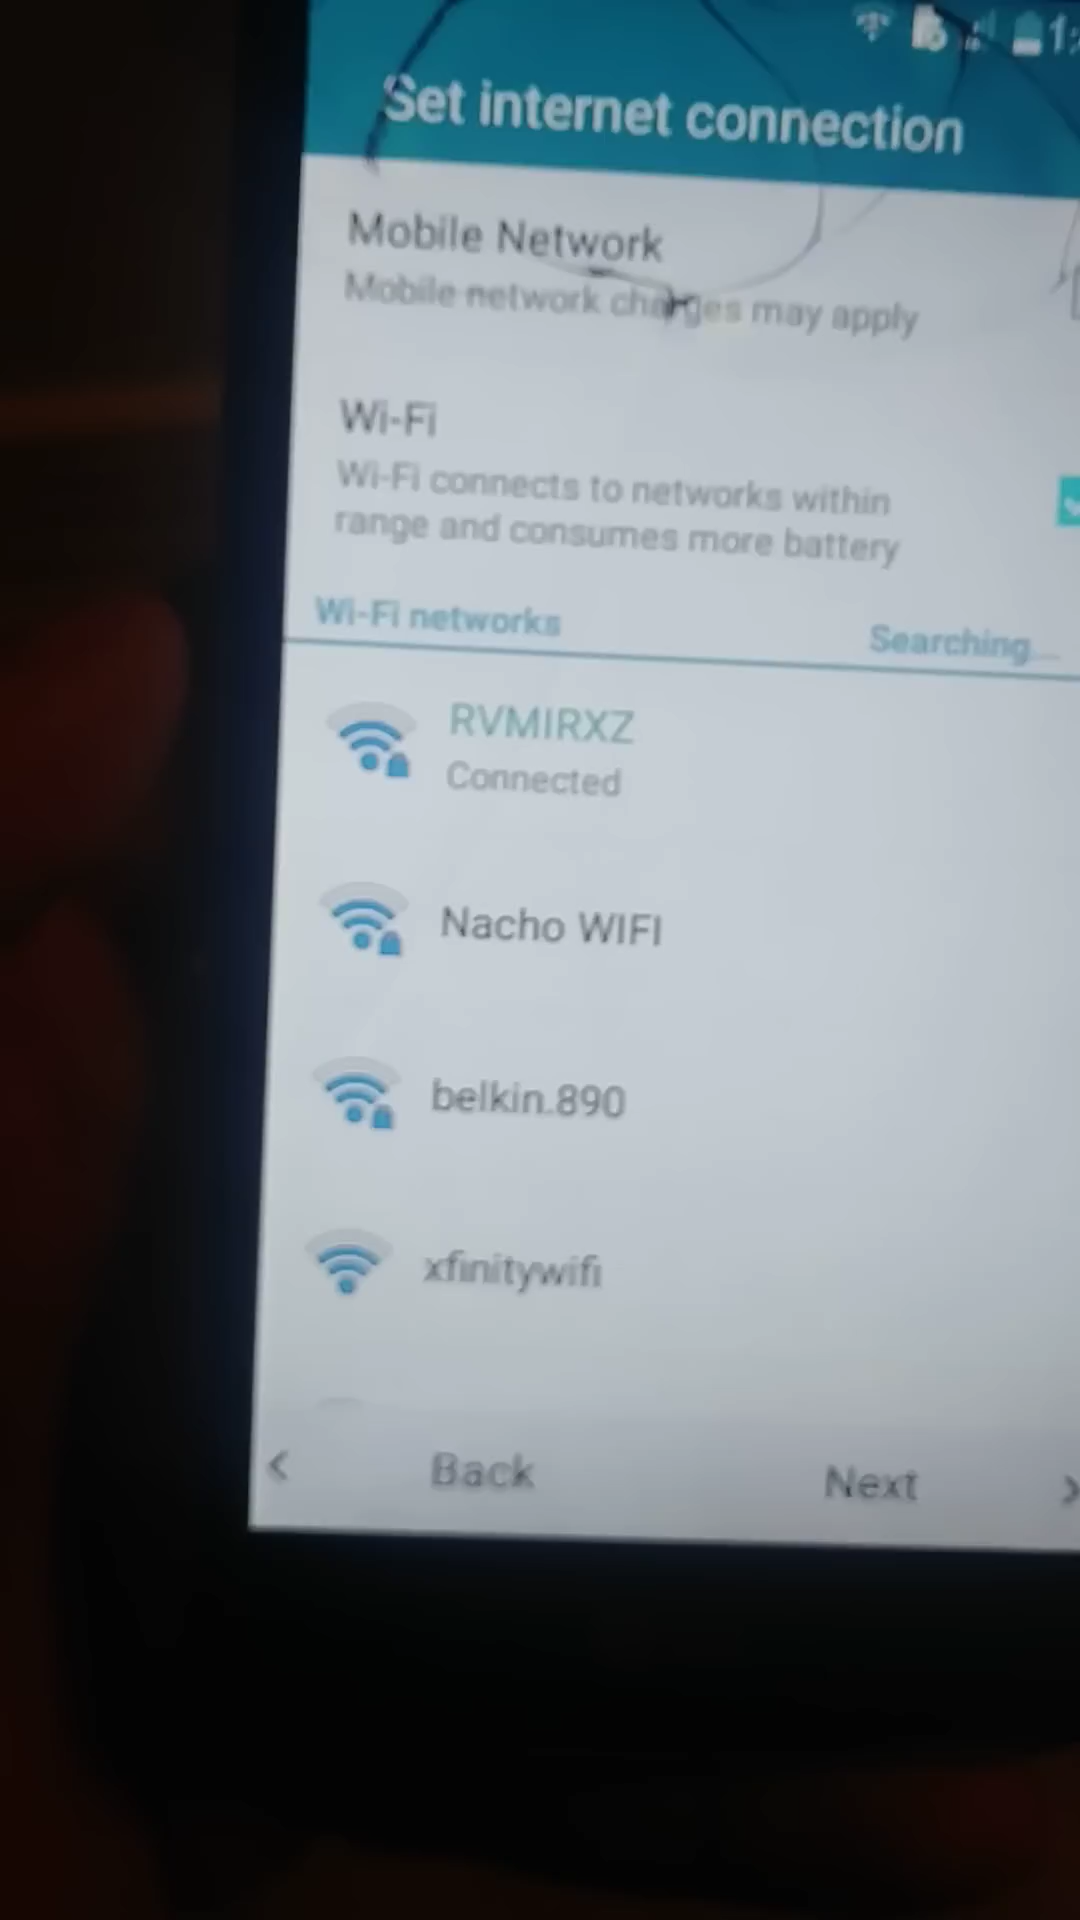 Set internet connection
Mobile Network
Mobile network charges may apply
Wi-Fi
Wi-Fi connects to networks within
range and consumes more battery
Wi-Fi networks
Searching...
RVMIRXZ
Connected
Nacho WIFI
belkin.890
xfinitywifi
< Back Next >